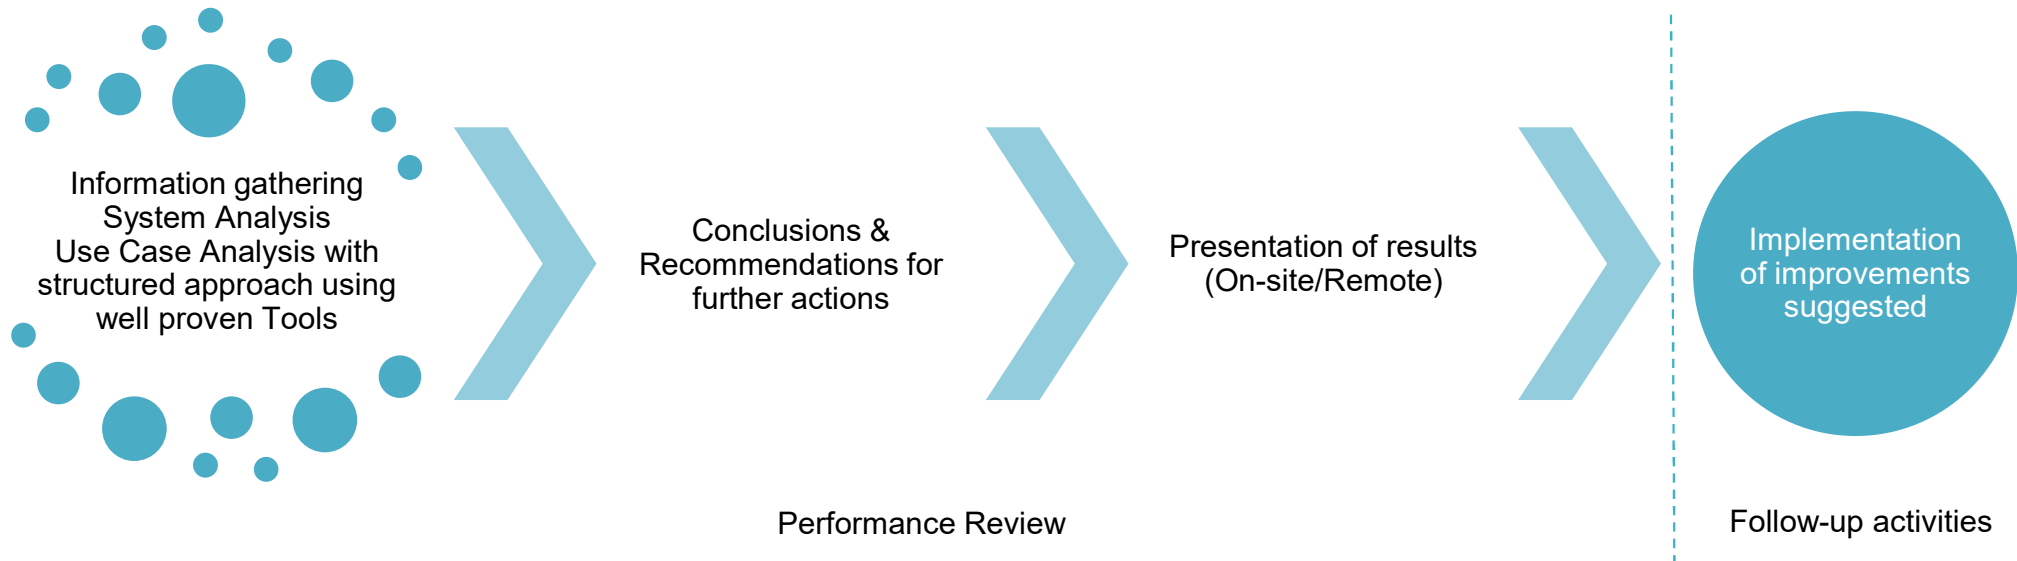 Information gathering
System Analysis
Use Case Analysis with
structured approach using
well proven Tools
Conclusions &
Recommendations for
further actions
Presentation of results
(On-site/Remote)
Implementation
of improvements
suggested
Performance Review
Follow-up activities